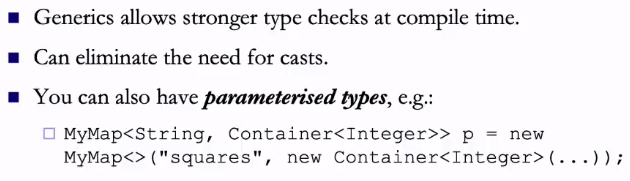 Generics allows stronger type checks at compile time.
Can eliminate the need for casts.
You can also have parameterised types, e.g.:
MyMap<String, Container<Integer>> p = new
MyMap<>("squares", new Container<Integer>(...));